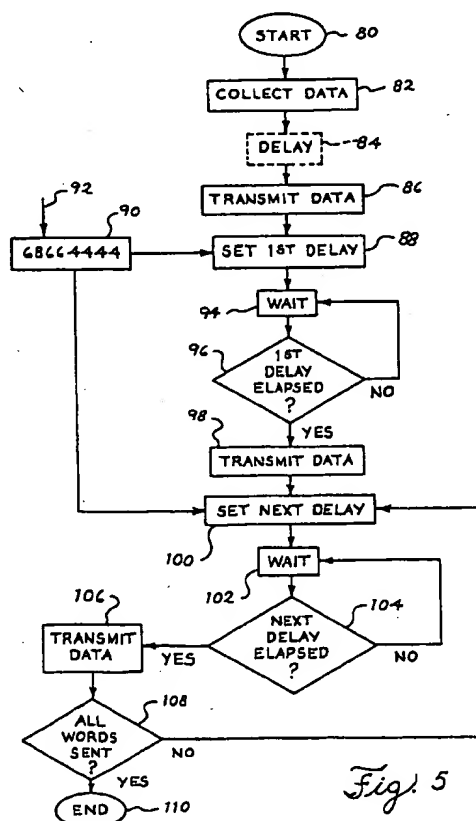 START
80
COLLECT DATA
82
DELAY
84
TRANSMIT DATA
86
92
90
68664444
SET 1ST DELAY
88
WAIT
94
96
1ST
DELAY
ELAPSED
?
NO
YES
98
TRANSMIT DATA
SET NEXT DELAY
100
WAIT
102
106
TRANSMIT
DATA
YES
NEXT
DELAY
ELAPSED
?
104
NO
108
ALL
WORDS
SENT
?
NO
YES
END
110
Fig. 5